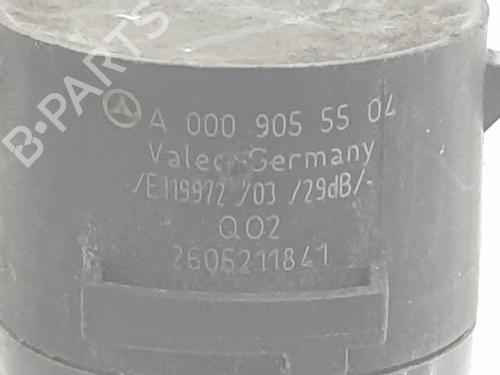 B-PARTS
A 000 905 55 04
Valeo Germany
/E119972 /03 /29dB/-
Q02
2605211841